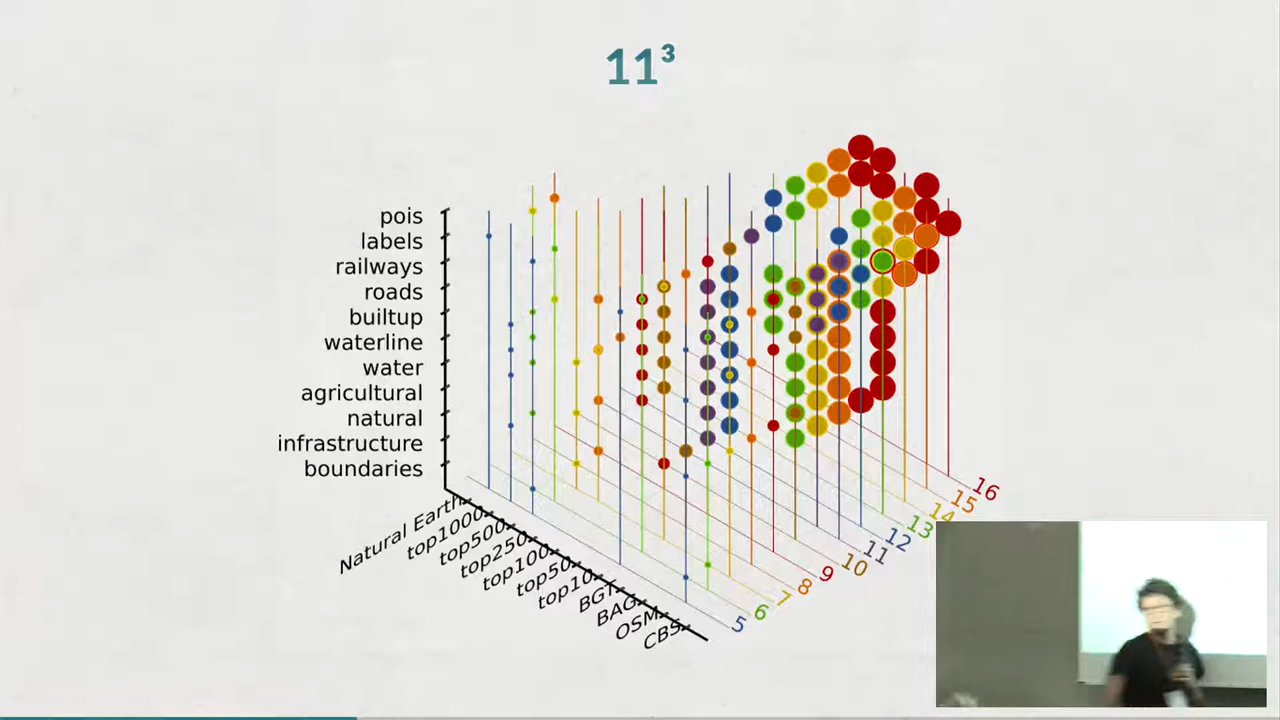 11³
pois
labels
railways
roads
builtup
waterline
water
agricultural
natural
infrastructure
boundaries
Natural Earth
top1000
top500
top250
top100
top50
top10
BGT
BAG
OSM
CBS
5
6
7
8
9
10
11
12
13
14
15
16